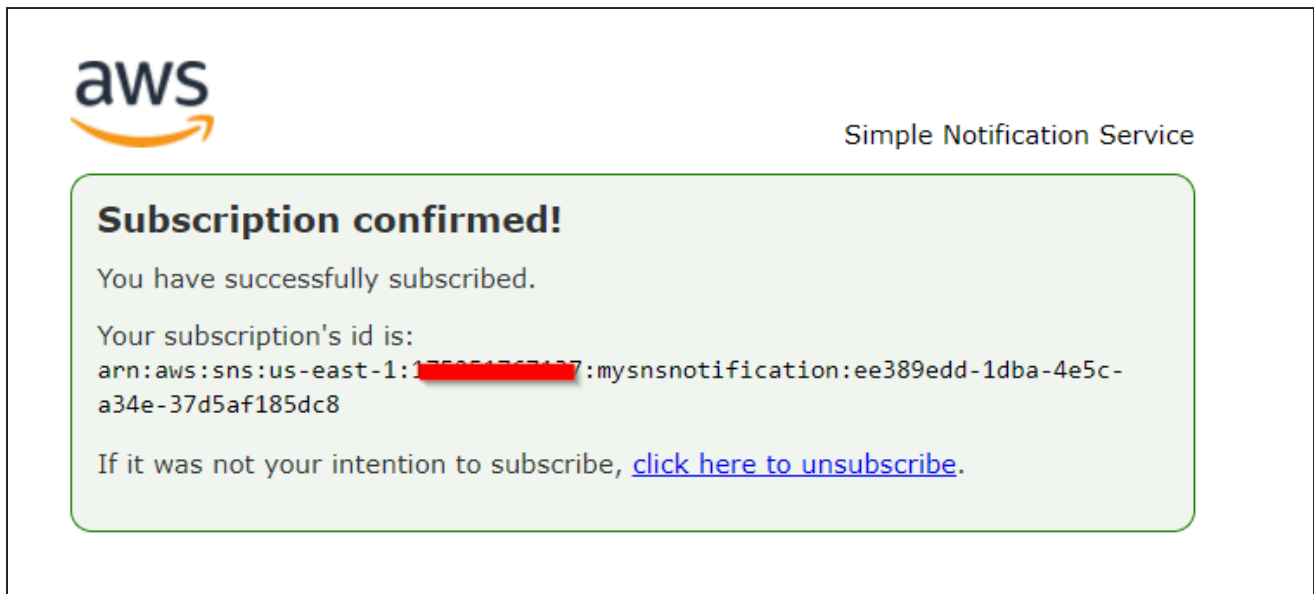 aws
Simple Notification Service
Subscription confirmed!
You have successfully subscribed.
Your subscription's id is:
arn:aws:sns:us-east-1: :mysnsnotification:ee389edd-1dba-4e5c-
a34e-37d5af185dc8
If it was not your intention to subscribe, click here to unsubscribe.